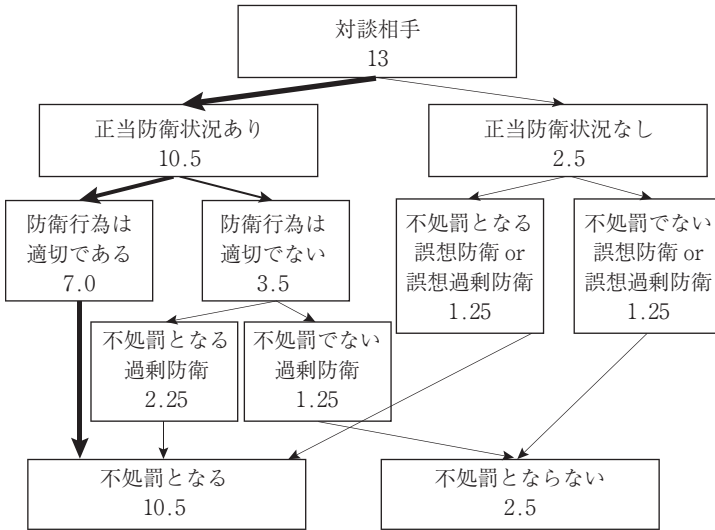 対談相手
13
正当防衛状況あり
10.5
正当防衛状況なし
2.5
防衛行為は
適切である
7.0
防衛行為は
適切でない
3.5
不処罰となる
誤想防衛 or
誤想過剰防衛
1.25
不処罰でない
誤想防衛 or
誤想過剰防衛
1.25
不処罰となる
過剰防衛
2.25
不処罰でない
過剰防衛
1.25
不処罰となる
10.5
不処罰とならない
2.5